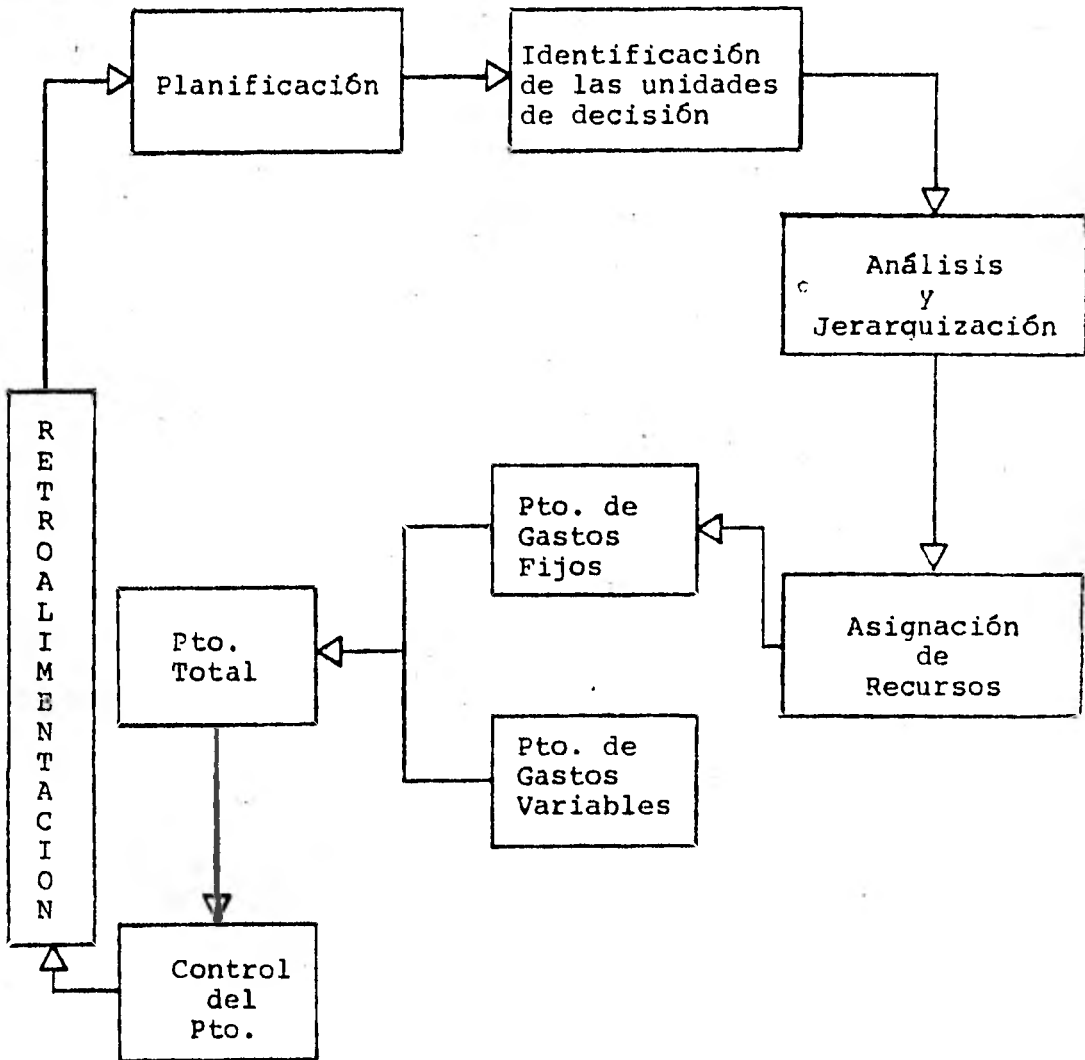 Planificación
Identificación
de las unidades
de decisión
Análisis
y
Jerarquización
RETROALIMENTACION
Pto. de
Gastos
Fijos
Asignación
de
Recursos
Pto.
Total
Pto. de
Gastos
Variables
Control
del
Pto.